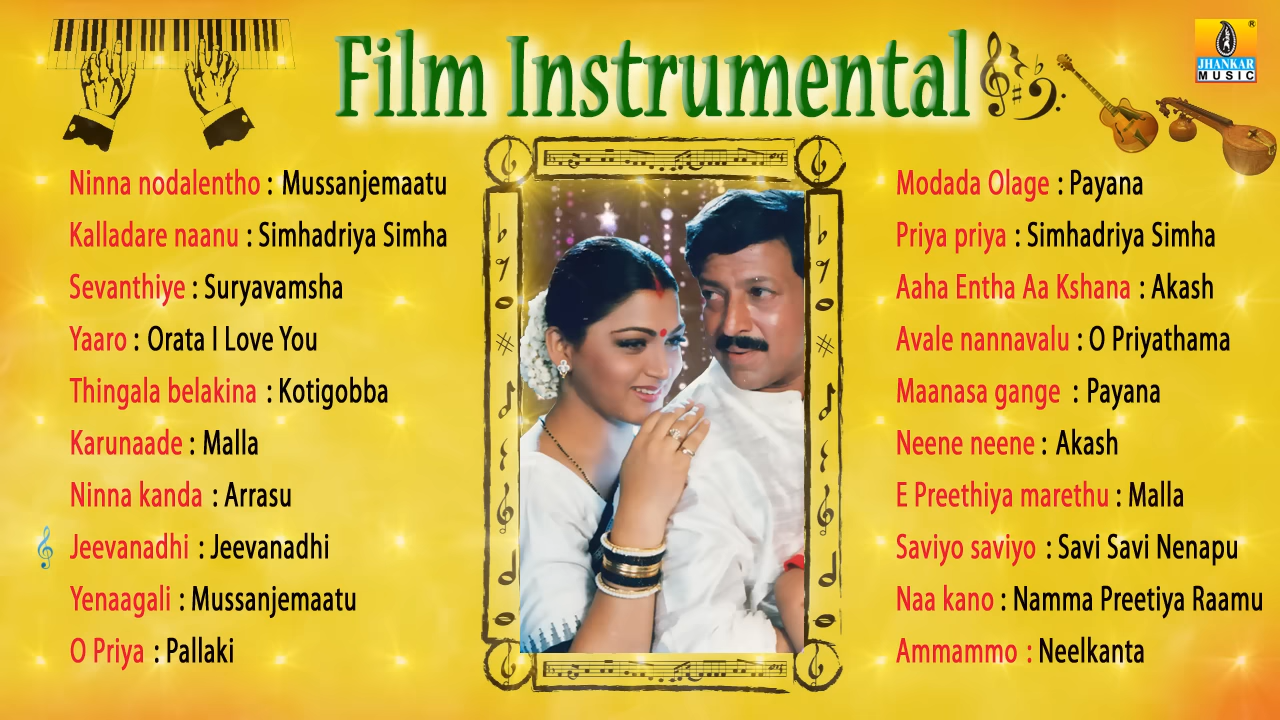 Film Instrumental
JHANKAR
MUSIC
Ninna nodalentho : Mussanjemaatu
Kalladare naanu : Simhadriya Simha
Sevanthiye : Suryavamsha
Yaaro : Orata I Love You
Thingala belakina : Kotigobba
Karunaade : Malla
Ninna kanda : Arrasu
Jeevanadhi : Jeevanadhi
Yenaagali : Mussanjemaatu
O Priya : Pallaki
Modada Olage : Payana
Priya priya : Simhadriya Simha
Aaha Entha Aa Kshana : Akash
Avale nannavalu : O Priyathama
Maanasa gange : Payana
Neene neene : Akash
E Preethiya marethu : Malla
Saviyo saviyo : Savi Savi Nenapu
Naa kano : Namma Preetiya Raamu
Ammammo : Neelkanta